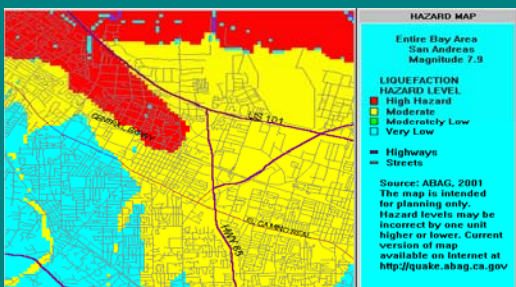 HAZARD MAP
Entire Bay Area
San Andreas
Magnitude 7.9
LIQUEFACTION
HAZARD LEVEL
High Hazard
Moderate
Moderately Low
Very Low
Highways
Streets
Source: ABAG, 2001
The map is intended
for planning only.
Hazard levels may be
incorrect by one unit
higher or lower. Current
version of map
available on Internet at
http://quake.abag.ca.gov
US 101
CENTRAL EXPWY
EL CAMINO REAL
HWY 85